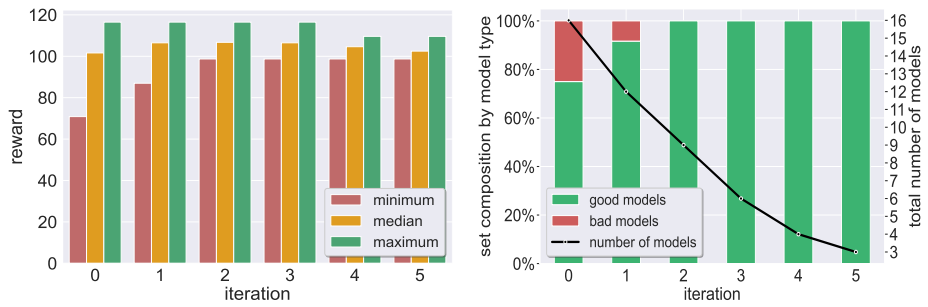 120
100
80
60
40
20
0
reward
0 1 2 3 4 5
iteration
minimum
median
maximum
100%
80%
60%
40%
20%
0%
set composition by model type
0 1 2 3 4 5
iteration
good models
bad models
number of models
16
15
14
13
12
11
10
9
8
7
6
5
4
3
total number of models